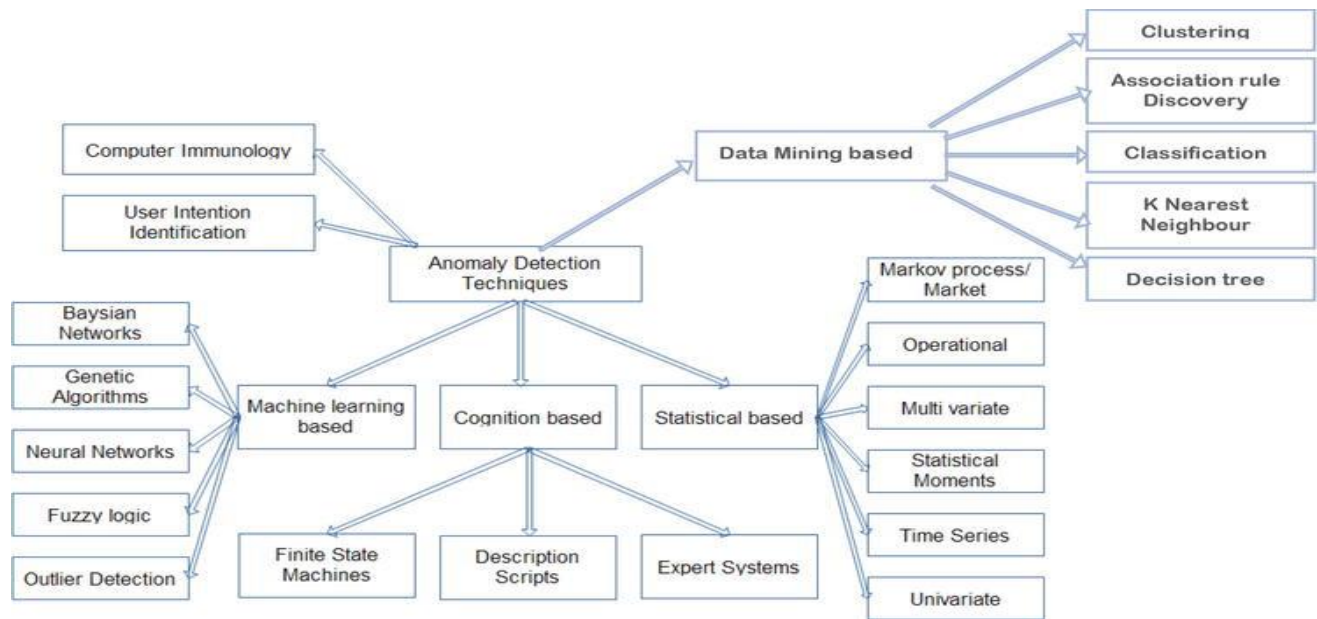 Clustering
Association rule
Discovery
Computer Immunology
Data Mining based
Classification
User Intention
Identification
K Nearest
Neighbour
Anomaly Detection
Techniques
Markov process/
Market
Decision tree
Baysian
Networks
Operational
Genetic
Algorithms
Machine learning
based
Cognition based
Statistical based
Multi variate
Neural Networks
Statistical
Moments
Fuzzy logic
Time Series
Finite State
Machines
Description
Scripts
Expert Systems
Outlier Detection
Univariate